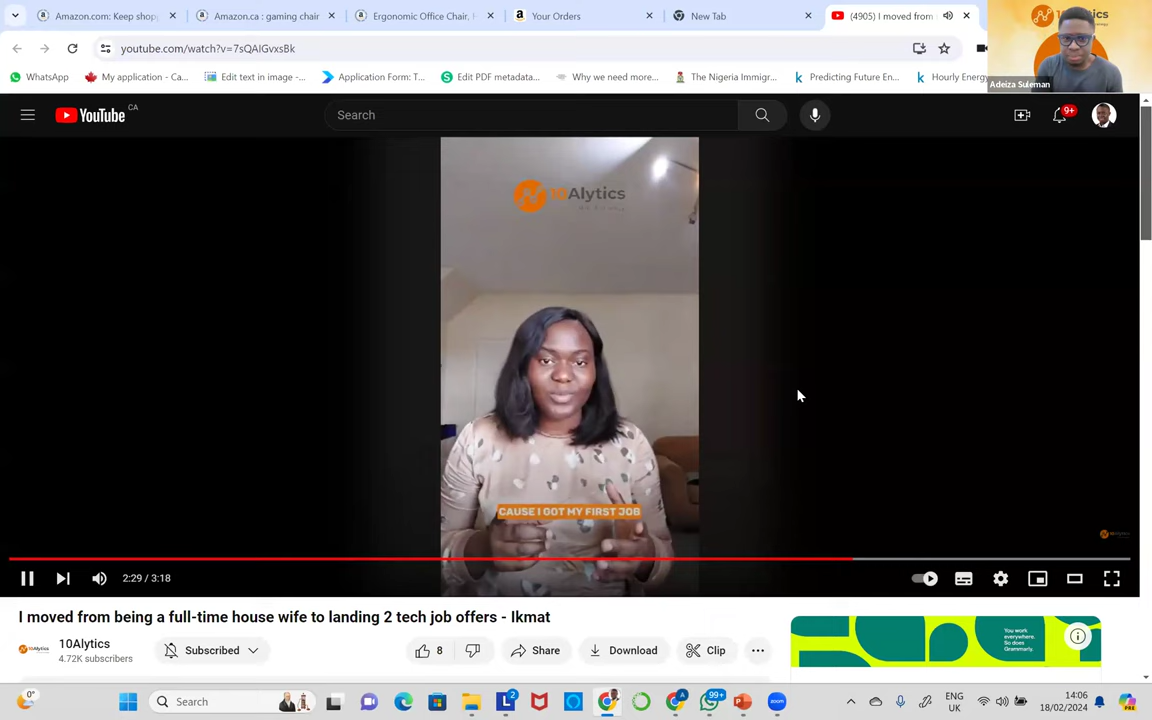 Amazon.com: Keep shop
Amazon.ca : gaming chair
Ergonomic Office Chair, H
Your Orders
New Tab
(4905) I moved from
10Alytics
Adeiza Suleman
youtube.com/watch?v=7sQAIGvxsBk
WhatsApp
My application - Ca...
Edit text in image -...
Application Form: T...
Edit PDF metadata...
Why we need more...
The Nigeria Immigr...
Predicting Future En...
Hourly Energy
YouTube CA
Search
9+
10Alytics
CAUSE I GOT MY FIRST JOB
2:29 / 3:18
I moved from being a full-time house wife to landing 2 tech job offers - Ikmat
10Alytics
4.72K subscribers
Subscribed
8
Share
Download
Clip
You work
everywhere.
So does
Grammarly.
0°
Search
2
99+
zoom
ENG
UK
14:06
18/02/2024
PRE